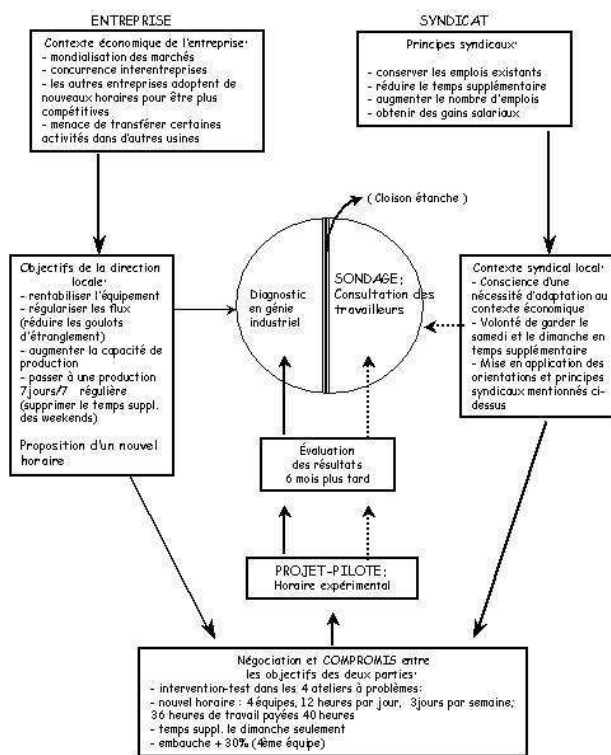 ENTREPRISE
Contexte économique de l'entreprise:
- mondialisation des marchés
- concurrence interentreprises
- les autres entreprises adoptent de
nouveaux horaires pour être plus
compétitives
- menace de transférer certaines
activités dans d'autres usines
SYNDICAT
Principes syndicaux:
- conserver les emplois existants
- réduire le temps supplémentaire
- augmenter le nombre d'emplois
- obtenir des gains salariaux
( Cloison étanche )
Objectifs de la direction
locale:
- rentabiliser l'équipement
- régulariser les flux
(réduire les goulots
d'étranglement)
- augmenter la capacité de
production
- passer à une production
7jours/7 régulière
(supprimer le temps suppl.
des weekends)
Proposition d'un nouvel
horaire
Diagnostic
en génie
industriel
SONDAGE:
Consultation des
travailleurs
Contexte syndical local:
- Conscience d'une
nécessité d'adaptation au
contexte économique
- Volonté de garder le
samedi et le dimanche en
temps supplémentaire
- Mise en application des
orientations et principes
syndicaux mentionnés ci-
dessus
Évaluation
des résultats
6 mois plus tard
PROJET-PILOTE:
Horaire expérimental
Négociation et COMPROMIS entre
les objectifs des deux parties:
- intervention-test dans les 4 ateliers à problèmes:
- nouvel horaire : 4 équipes, 12 heures par jour, 3jours par semaine;
36 heures de travail payées 40 heures
- temps suppl. le dimanche seulement
- embauche + 30% (4ème équipe)